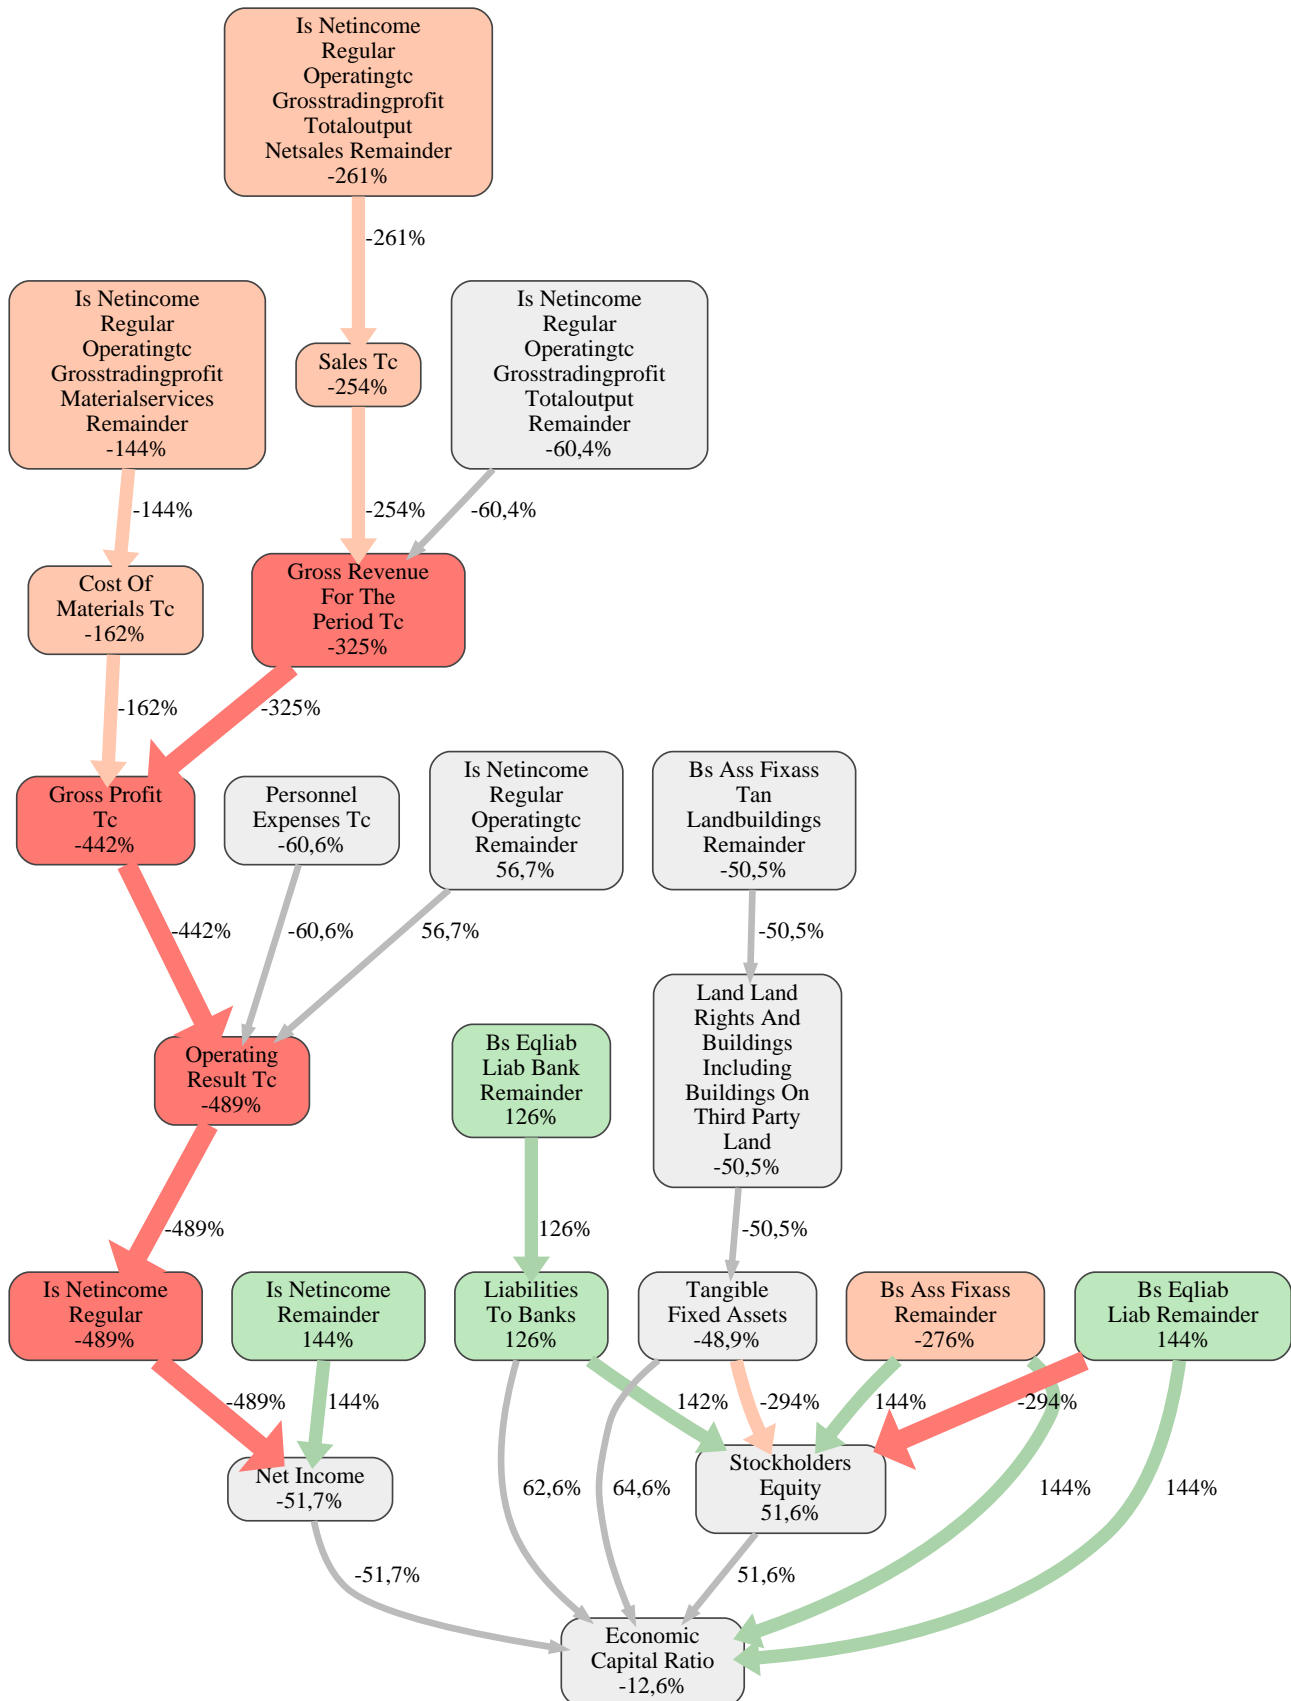 Is Netincome
Regular
Operatingtc
Grosstradingprofit
Totaloutput
Netsales Remainder
-261%
-261%
Is Netincome
Regular
Operatingtc
Grosstradingprofit
Materialservices
Remainder
-144%
Sales Tc
-254%
Is Netincome
Regular
Operatingtc
Grosstradingprofit
Totaloutput
Remainder
-60,4%
-144%
-254%
-60,4%
Cost Of
Materials Tc
-162%
Gross Revenue
For The
Period Tc
-325%
-162%
-325%
Gross Profit
Tc
-442%
Personnel
Expenses Tc
-60,6%
Is Netincome
Regular
Operatingtc
Remainder
56,7%
Bs Ass Fixass
Tan
Landbuildings
Remainder
-50,5%
-442%
-60,6%
56,7%
-50,5%
Operating
Result Tc
-489%
Bs Eqliab
Liab Bank
Remainder
126%
Land Land
Rights And
Buildings
Including
Buildings On
Third Party
Land
-50,5%
-489%
126%
-50,5%
Is Netincome
Regular
-489%
Is Netincome
Remainder
144%
Liabilities
To Banks
126%
Tangible
Fixed Assets
-48,9%
Bs Ass Fixass
Remainder
-276%
Bs Eqliab
Liab Remainder
144%
-489%
144%
142%
-294%
144%
-294%
Net Income
-51,7%
62,6%
64,6%
Stockholders
Equity
51,6%
144%
144%
-51,7%
51,6%
Economic
Capital Ratio
-12,6%